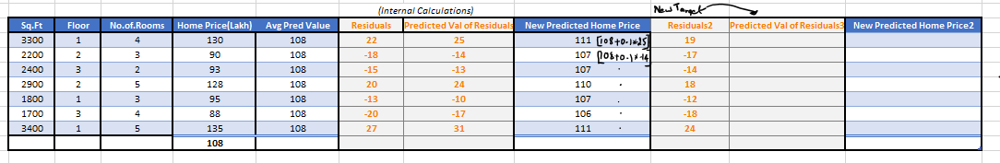 (Internal Calculations) New Target
Sq.Ft Floor No.of.Rooms Home Price(Lakh) Avg Pred Value Residuals Predicted Val of Residuals New Predicted Home Price Residuals2 Predicted Val of Residuals3 New Predicted Home Price2
3300 1 4 130 108 22 25 111 [108+0.1*25] 19
2200 2 3 90 108 -18 -14 107 [108+0.1*-14] -17
2400 3 2 93 108 -15 -13 107 -14
2900 2 5 128 108 20 24 110 18
1800 1 3 95 108 -13 -10 107 -12
1700 3 4 88 108 -20 -17 106 -18
3400 1 5 135 108 27 31 111 24
108